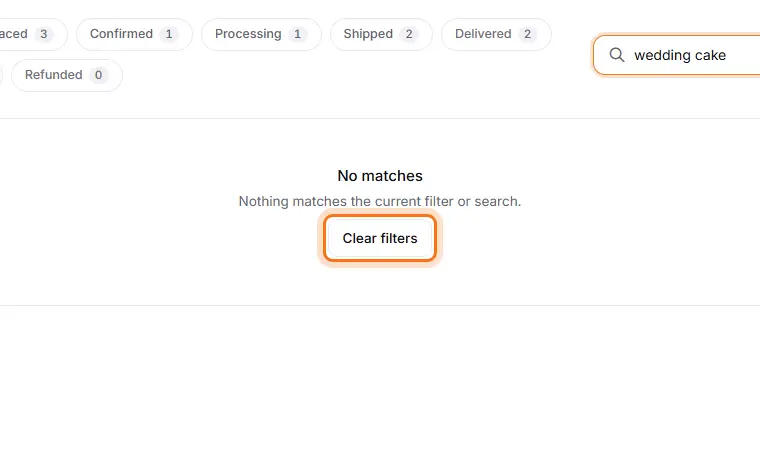 aced 3 Confirmed 1 Processing 1 Shipped 2 Delivered 2
Refunded 0
wedding cake
No matches
Nothing matches the current filter or search.
Clear filters